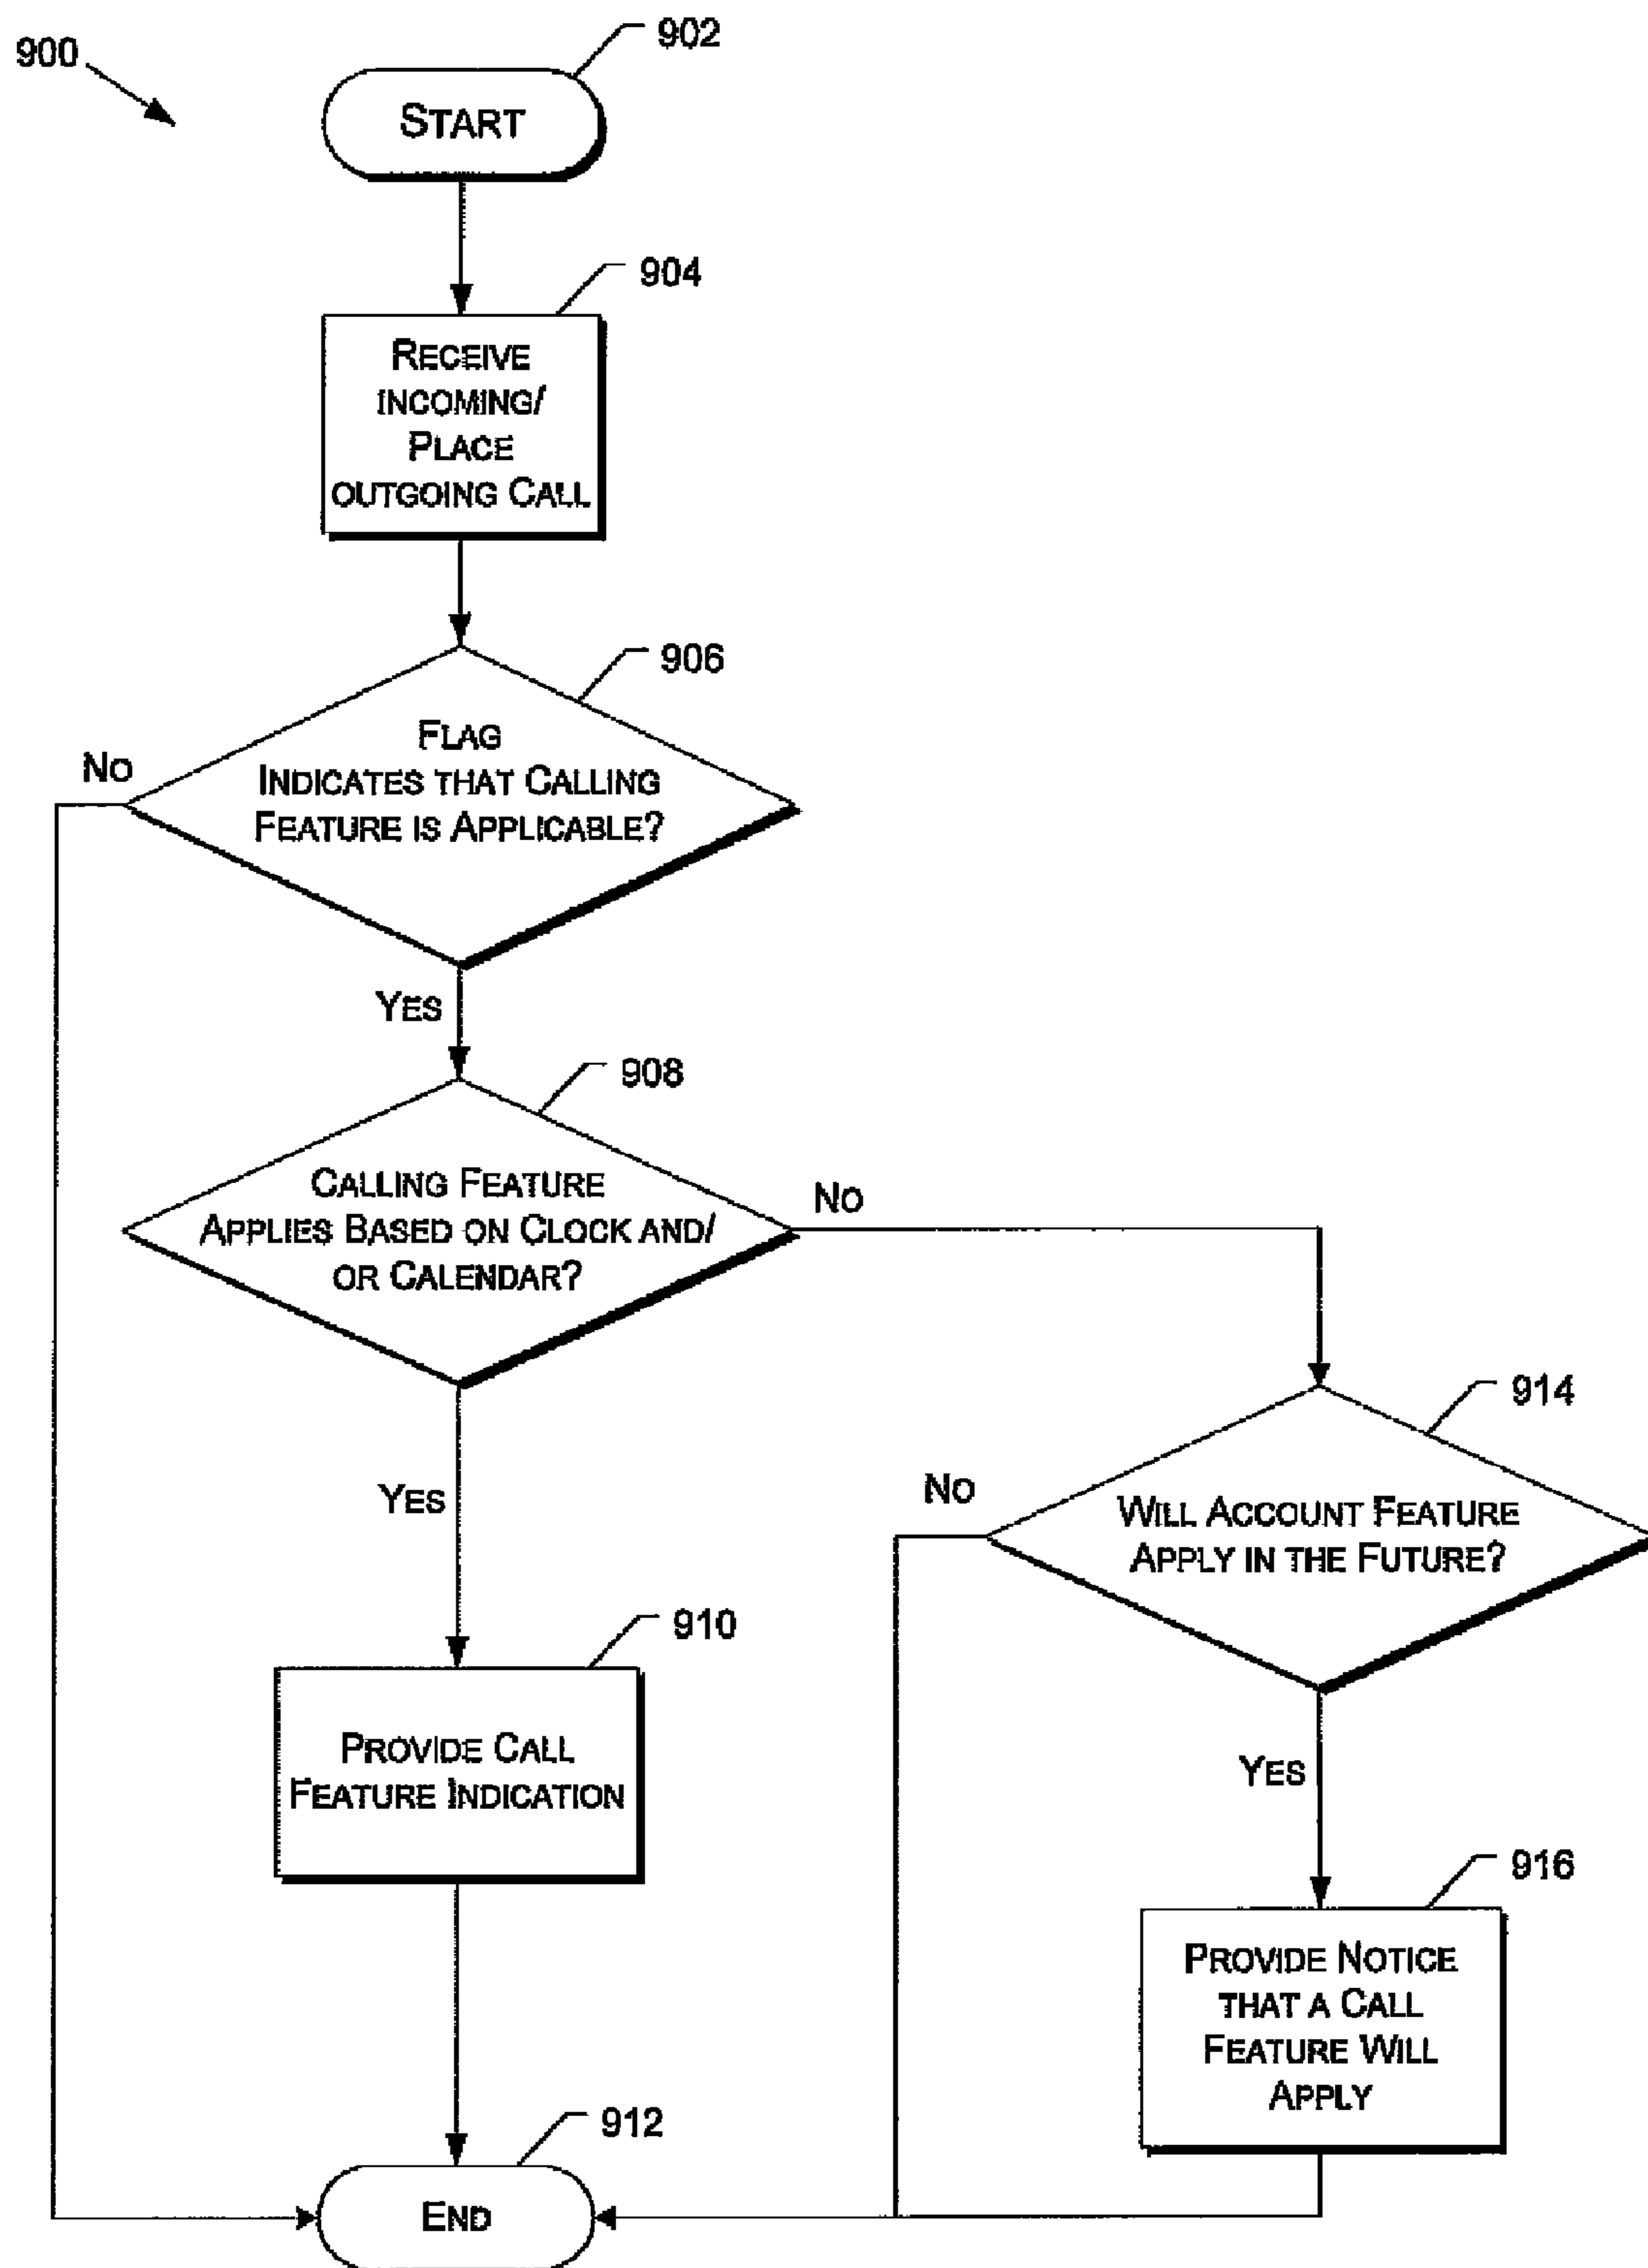 900
902
START
904
RECEIVE
INCOMING/
PLACE
OUTGOING CALL
906
FLAG
INDICATES THAT CALLING
FEATURE IS APPLICABLE?
NO
YES
908
CALLING FEATURE
APPLIES BASED ON CLOCK AND/
OR CALENDAR?
NO
YES
914
WILL ACCOUNT FEATURE
APPLY IN THE FUTURE?
NO
YES
910
PROVIDE CALL
FEATURE INDICATION
916
PROVIDE NOTICE
THAT A CALL
FEATURE WILL
APPLY
912
END